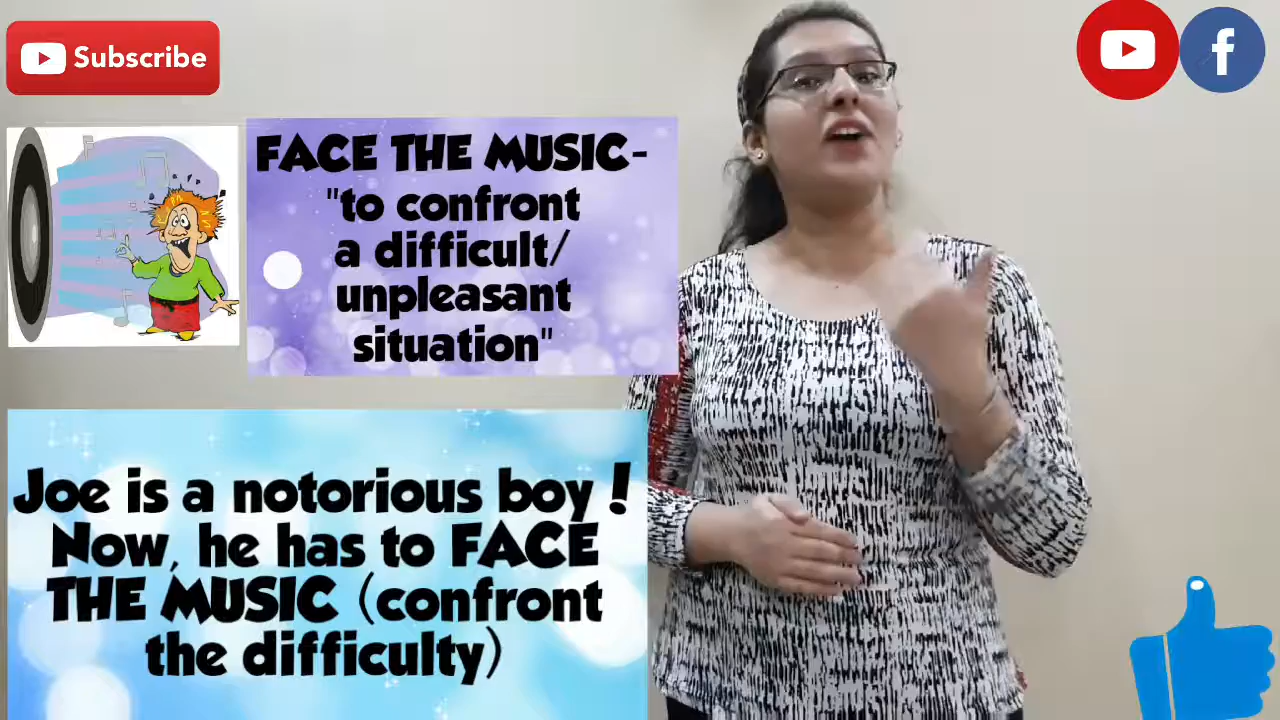 Subscribe
FACE THE MUSIC-
"to confront
a difficult/
unpleasant
situation"
Joe is a notorious boy!
Now, he has to FACE
THE MUSIC (confront
the difficulty)